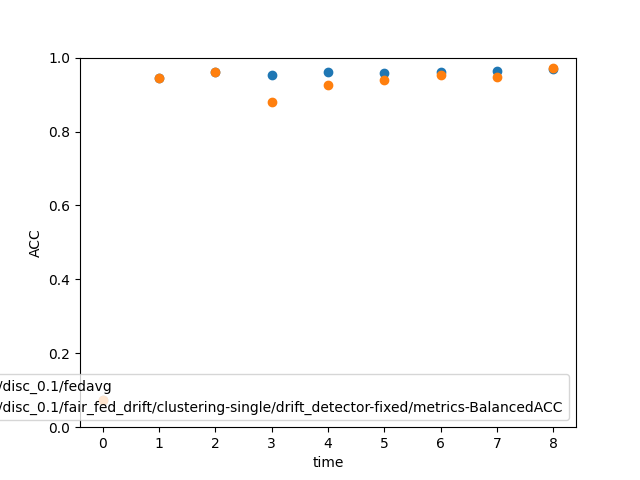 1.0
0.8
0.6
0.4
0.2
0.0
ACC
/disc_0.1/fedavg
/disc_0.1/fair_fed_drift/clustering-single/drift_detector-fixed/metrics-BalancedACC
0 1 2 3 4 5 6 7 8
time